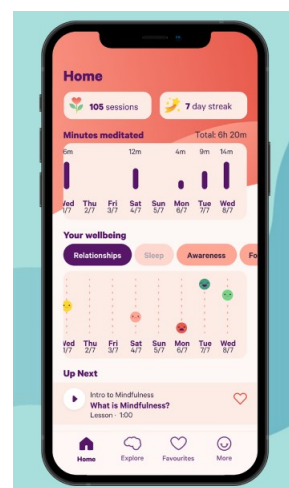 Home
105 sessions
7 day streak
Minutes meditated Total: 6h 20m
6m 12m 4m 9m 14m
Wed Thu Fri Sat Sun Mon Tue Wed
1/7 2/7 3/7 4/7 5/7 6/7 7/7 8/7
Your wellbeing
Relationships Sleep Awareness Fo
Wed Thu Fri Sat Sun Mon Tue Wed
1/7 2/7 3/7 4/7 5/7 6/7 7/7 8/7
Up Next
Intro to Mindfulness
What is Mindfulness?
Lesson · 1:00
Home Explore Favourites More